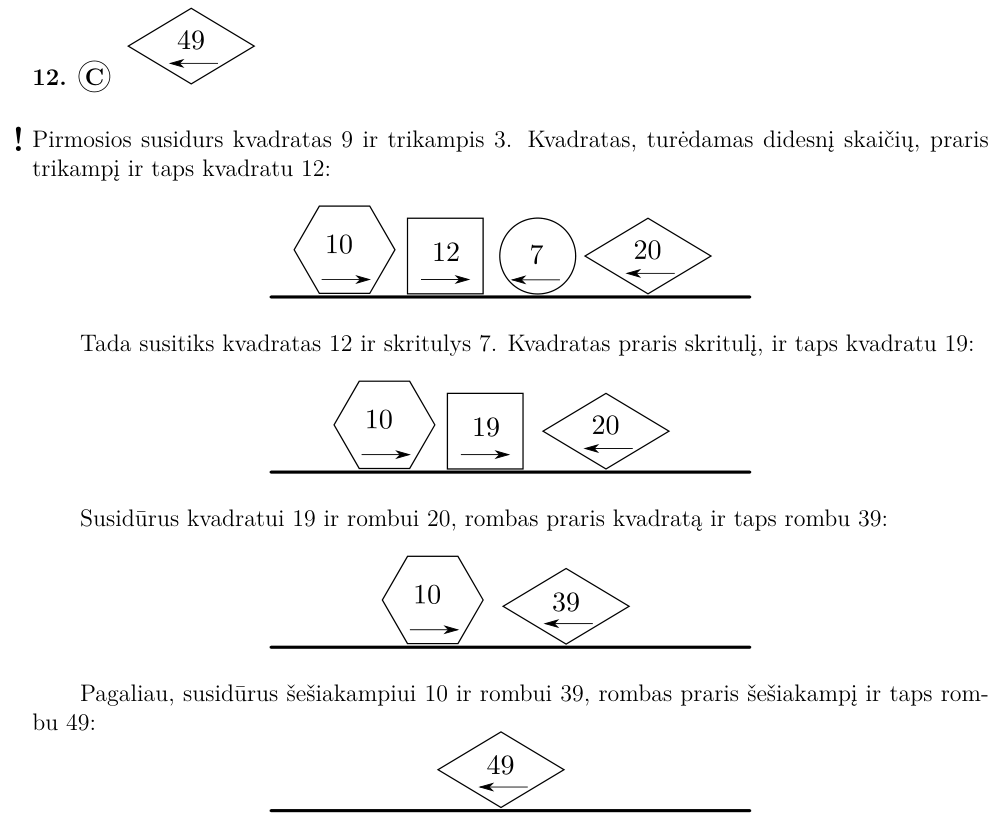 49
12. C
! Pirmosios susidurs kvadratas 9 ir trikampis 3. Kvadratas, turėdamas didesnį skaičių, praris
trikampį ir taps kvadratu 12:
10 12 7 20
Tada susitiks kvadratas 12 ir skritulys 7. Kvadratas praris skritulį, ir taps kvadratu 19:
10 19 20
Susidūrus kvadratui 19 ir rombui 20, rombas praris kvadratą ir taps rombu 39:
10 39
Pagaliau, susidūrus šešiakampiui 10 ir rombui 39, rombas praris šešiakampį ir taps rom-
bu 49:
49